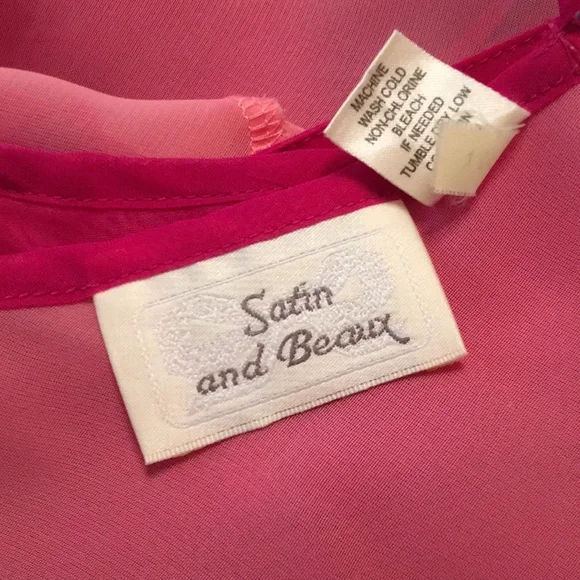 MACHINE
WASH COLD
NON-CHLORINE
BLEACH
IF NEEDED
TUMBLE DRY LOW
Satin
and Beaux